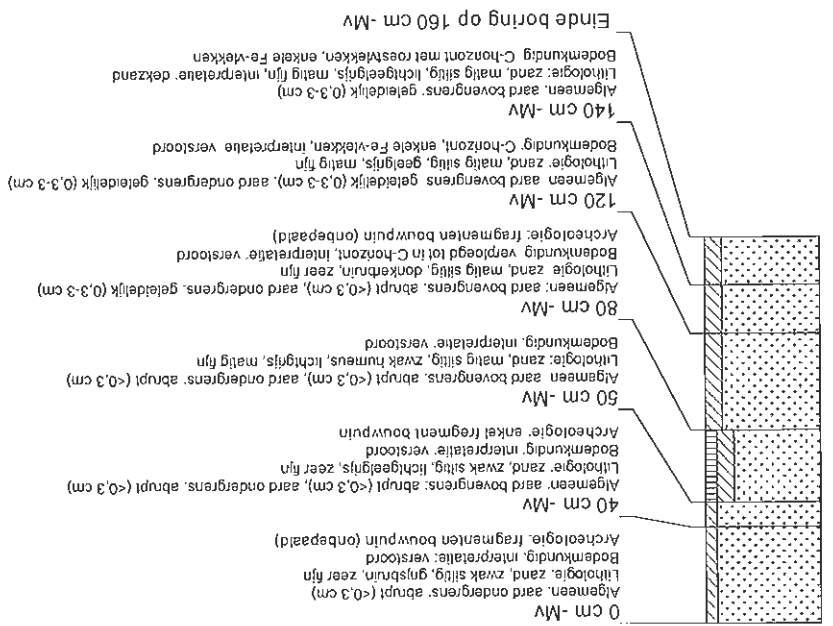 0 cm -Mv
Algemeen. aard ondergrens' abrupt (<0,3 cm)
Lithologie. zand, zwak siltig, grijsbruin, zeer fijn
Bodemkundig. interpretatie: verstoord
Archeologie. fragmenten bouwpuin (onbepaald)
40 cm -Mv
Algemeen' aard bovengrens: abrupt (<0,3 cm), aard ondergrens. abrupt (<0,3 cm)
Lithologie. zand, zwak siltig, lichtgeelgrijs, zeer fijn
Bodemkundig. interpretatie' verstoord
Archeologie. enkel fragment bouwpuin
50 cm -Mv
Algemeen aard bovengrens. abrupt (<0,3 cm), aard ondergrens' abrupt (<0,3 cm)
Lithologie: zand, matig siltig, zwak humeus, lichtgrijs, matig fijn
Bodemkundig. interpretatie' verstoord
80 cm -Mv
Algemeen: aard bovengrens. abrupt (<0,3 cm), aard ondergrens. geleidelijk (0,3-3 cm)
Lithologie zand, matig siltig, donkerbruin, zeer fijn
Bodemkundig verploegd tot in C-horizont, interpretatie' verstoord
Archeologie: fragmenten bouwpuin (onbepaald)
120 cm -Mv
Algemeen aard bovengrens geleidelijk (0,3-3 cm). aard ondergrens. geleidelijk (0,3-3 cm)
Lithologie' zand, matig siltig, geelgrijs, matig fijn
Bodemkundig. C-horizont, enkele Fe-vlekken, interpretatie verstoord
140 cm -Mv
Algemeen. aard bovengrens' geleidelijk (0,3-3 cm)
Lithologie: zand, matig siltig, lichtgeelgrijs, matig fijn, interpretatie. dekzand
Bodemkundig C-horizont met roestvlekken, enkele Fe-vlekken
Einde boring op 160 cm -Mv